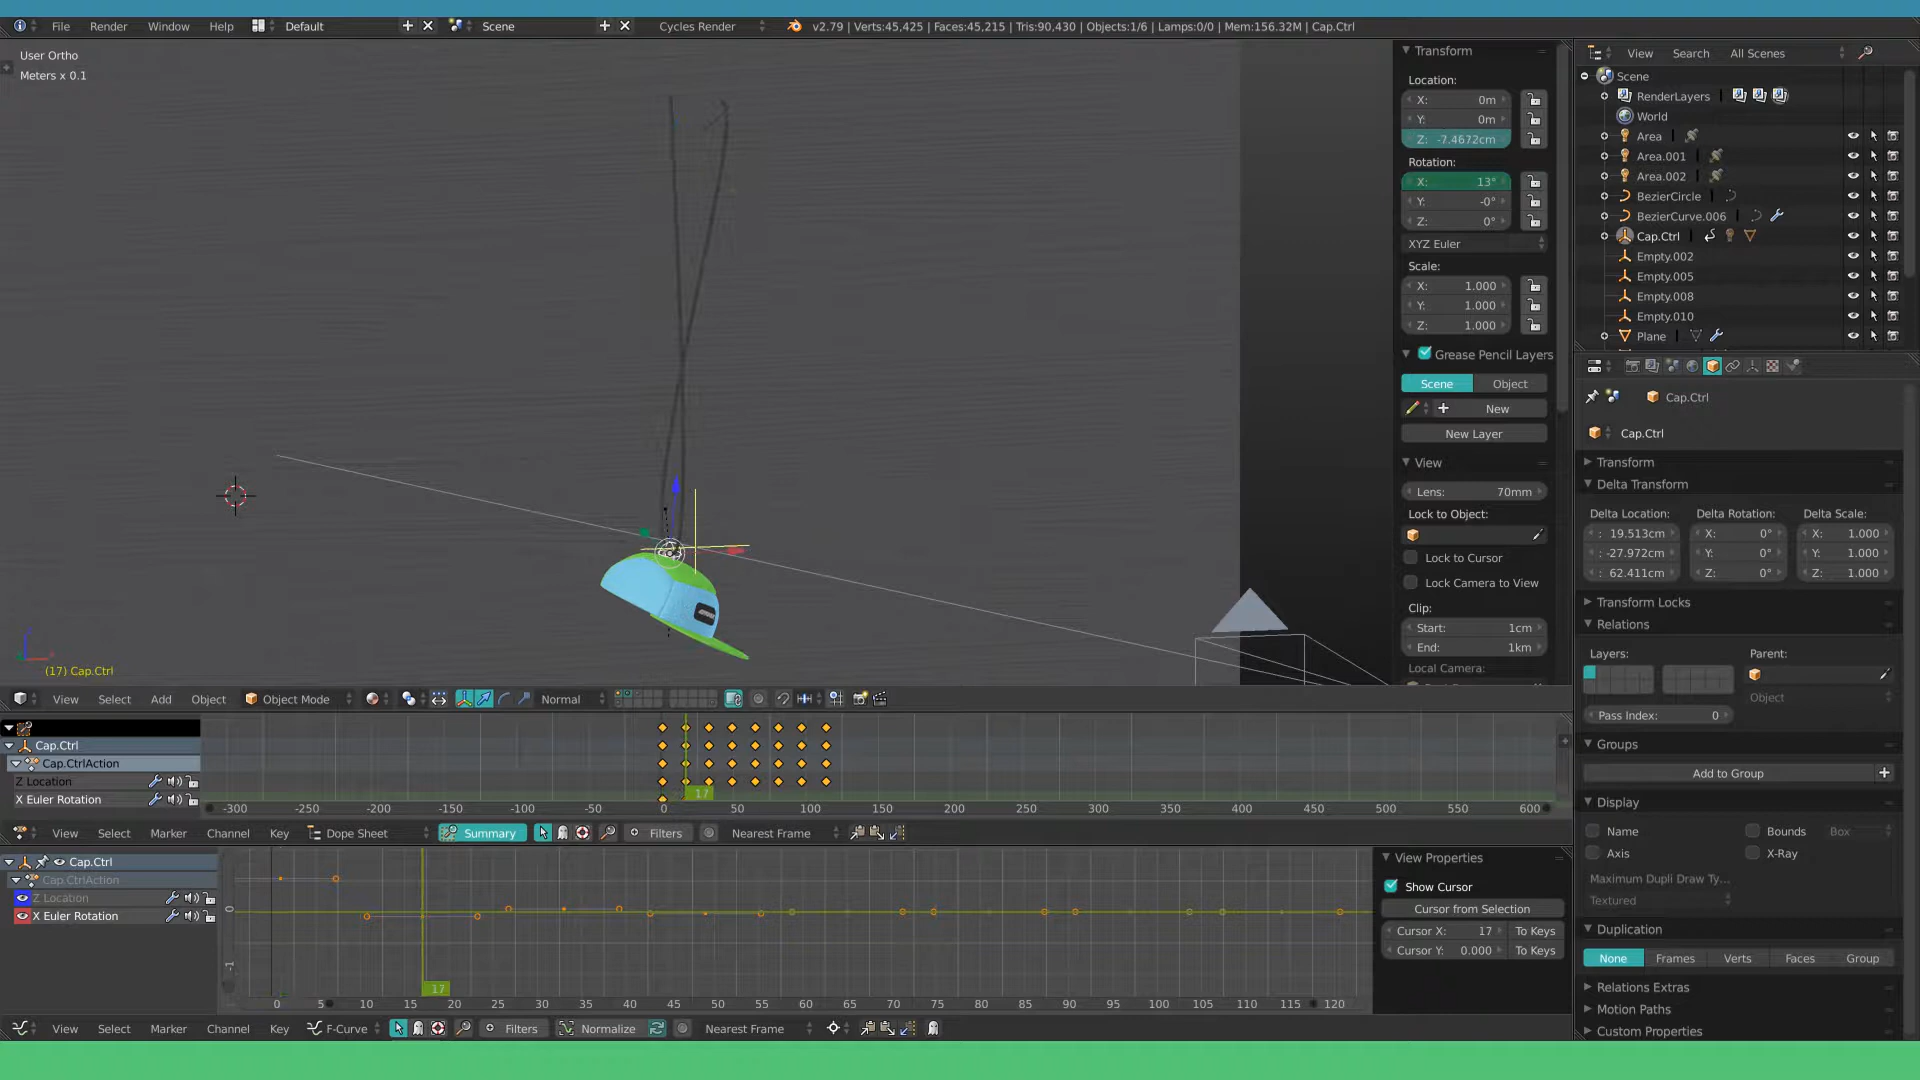 File Render Window Help Default Scene Cycles Render v2.79 | Verts:45,425 | Faces:45,215 | Tris:90,430 | Objects:1/6 | Lamps:0/0 | Mem:156.32M | Cap.Ctrl
User Ortho
Meters x 0.1
(17) Cap.Ctrl
Transform
Location:
X: 0m
Y: 0m
Z: -7.4672cm
Rotation:
X: 13°
Y: -0°
Z: 0°
XYZ Euler
Scale:
X: 1.000
Y: 1.000
Z: 1.000
Grease Pencil Layers
Scene Object
New
New Layer
View
Lens: 70mm
Lock to Object:
Lock to Cursor
Lock Camera to View
Clip:
Start: 1cm
End: 1km
Local Camera:
View Search All Scenes
Scene
RenderLayers
World
Area
Area.001
Area.002
BezierCircle
BezierCurve.006
Cap.Ctrl
Empty.002
Empty.005
Empty.008
Empty.010
Plane
Cap.Ctrl
Cap.Ctrl
Transform
Delta Transform
Delta Location: Delta Rotation: Delta Scale:
: 19.513cm X: 0° X: 1.000
: -27.972cm Y: 0° Y: 1.000
: 62.411cm Z: 0° Z: 1.000
Transform Locks
Relations
Layers: Parent:
Object
Pass Index: 0
Groups
Add to Group
Display
Name Bounds Box
Axis X-Ray
Maximum Dupli Draw Ty...
Textured
Duplication
None Frames Verts Faces Group
Relations Extras
Motion Paths
Custom Properties
View Select Add Object Object Mode Normal
Cap.Ctrl
Cap.CtrlAction
Z Location
X Euler Rotation
17
-300 -250 -200 -150 -100 -50 0 50 100 150 200 250 300 350 400 450 500 550 600
View Select Marker Channel Key Dope Sheet Summary Filters Nearest Frame
Cap.Ctrl
Cap.CtrlAction
Z Location
X Euler Rotation
0
-1
17
0 5 10 15 20 25 30 35 40 45 50 55 60 65 70 75 80 85 90 95 100 105 110 115 120
View Properties
Show Cursor
Cursor from Selection
Cursor X: 17 To Keys
Cursor Y: 0.000 To Keys
View Select Marker Channel Key F-Curve Filters Normalize Nearest Frame